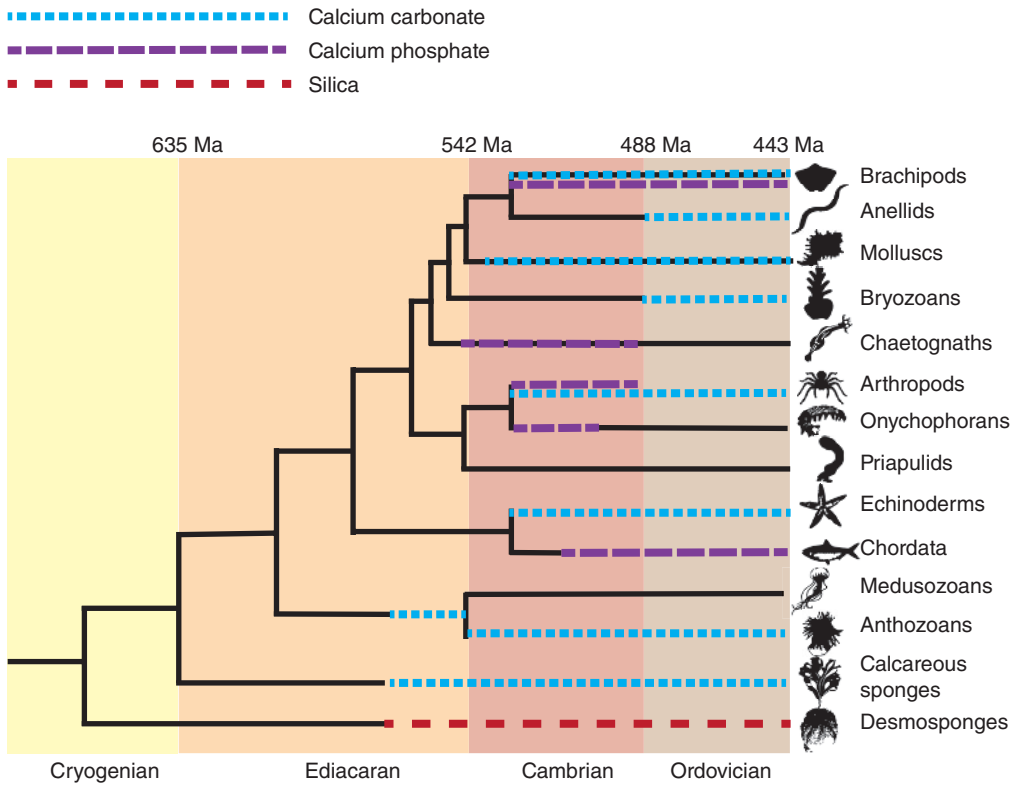 Calcium carbonate
Calcium phosphate
Silica
635 Ma
542 Ma
488 Ma
443 Ma
Brachipods
Anellids
Molluscs
Bryozoans
Chaetognaths
Arthropods
Onychophorans
Priapulids
Echinoderms
Chordata
Medusozoans
Anthozoans
Calcareous
sponges
Desmosponges
Cryogenian
Ediacaran
Cambrian
Ordovician